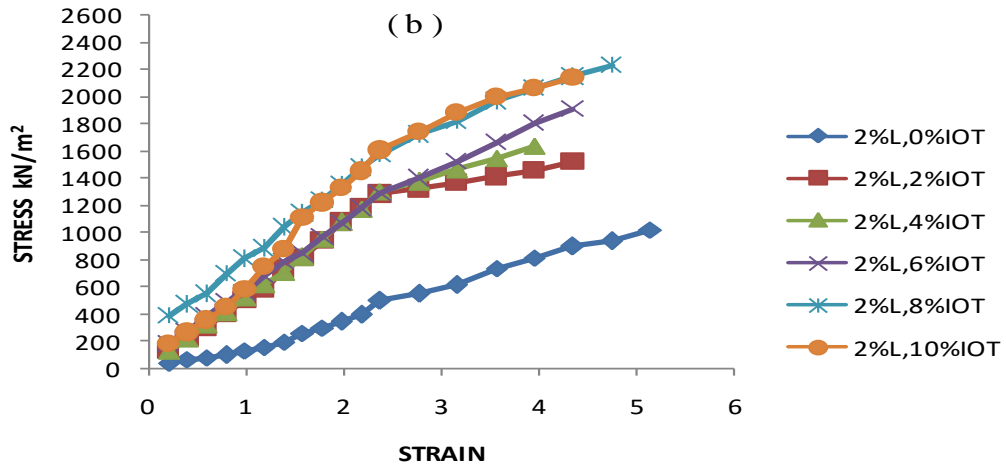 ( b )
2600
2400
2200
2000
1800
1600
1400
1200
1000
800
600
400
200
0
STRESS kN/m²
0 1 2 3 4 5 6
STRAIN
2%L,0%IOT
2%L,2%IOT
2%L,4%IOT
2%L,6%IOT
2%L,8%IOT
2%L,10%IOT